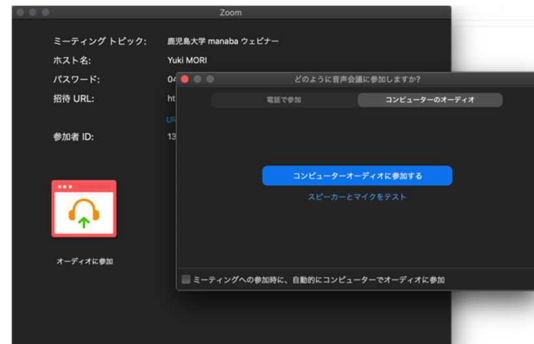 Zoom
ミーティング トピック: 鹿児島大学 manaba ウェビナー
ホスト名: Yuki MORI
パスワード: 04
招待 URL: ht
参加者 ID: 13
オーディオに参加
どのように音声会議に参加しますか?
電話で参加 コンピューターのオーディオ
コンピューターオーディオに参加する
スピーカーとマイクをテスト
ミーティングへの参加時に、自動的にコンピューターでオーディオに参加